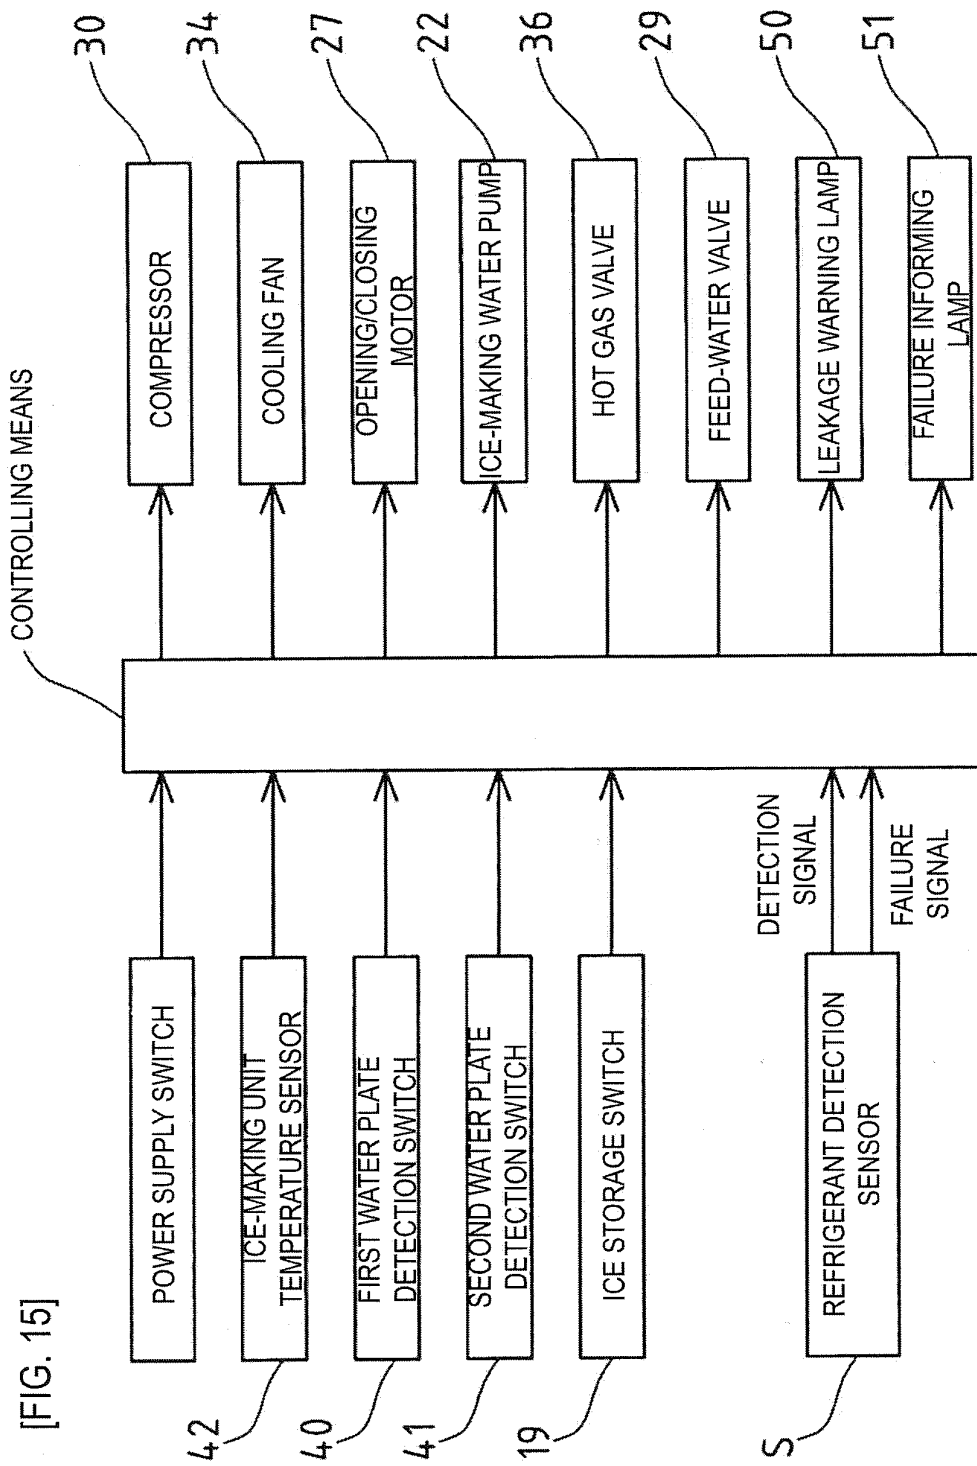 [FIG. 15]
CONTROLLING MEANS
POWER SUPPLY SWITCH
42
ICE-MAKING UNIT
TEMPERATURE SENSOR
40
FIRST WATER PLATE
DETECTION SWITCH
41
SECOND WATER PLATE
DETECTION SWITCH
19
ICE STORAGE SWITCH
S
REFRIGERANT DETECTION
SENSOR
DETECTION
SIGNAL
FAILURE
SIGNAL
COMPRESSOR
30
COOLING FAN
34
OPENING/CLOSING
MOTOR
27
ICE-MAKING WATER PUMP
22
HOT GAS VALVE
36
FEED-WATER VALVE
29
LEAKAGE WARNING LAMP
50
FAILURE INFORMING
LAMP
51